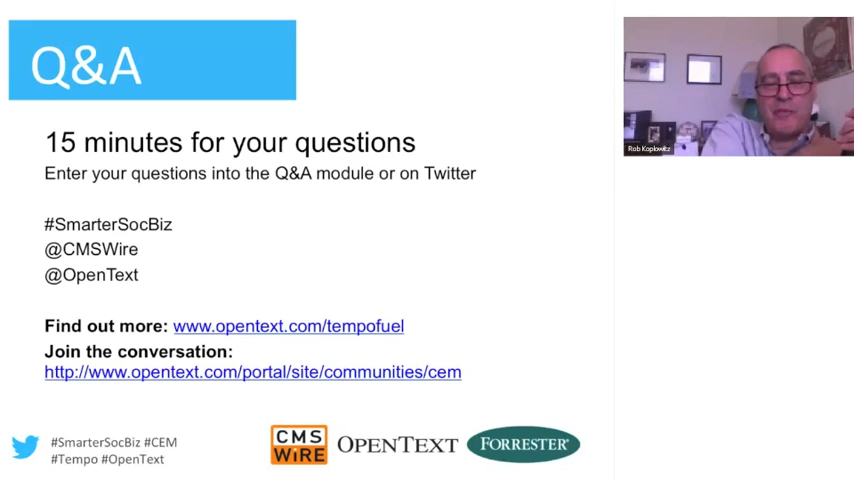 Q&A
15 minutes for your questions
Enter your questions into the Q&A module or on Twitter
#SmarterSocBiz
@CMSWire
@OpenText
Find out more: www.opentext.com/tempofuel
Join the conversation:
http://www.opentext.com/portal/site/communities/cem
#SmarterSocBiz #CEM
#Tempo #OpenText
CMS
WiRE
OPENTEXT
FORRESTER®
Rob Koplowitz